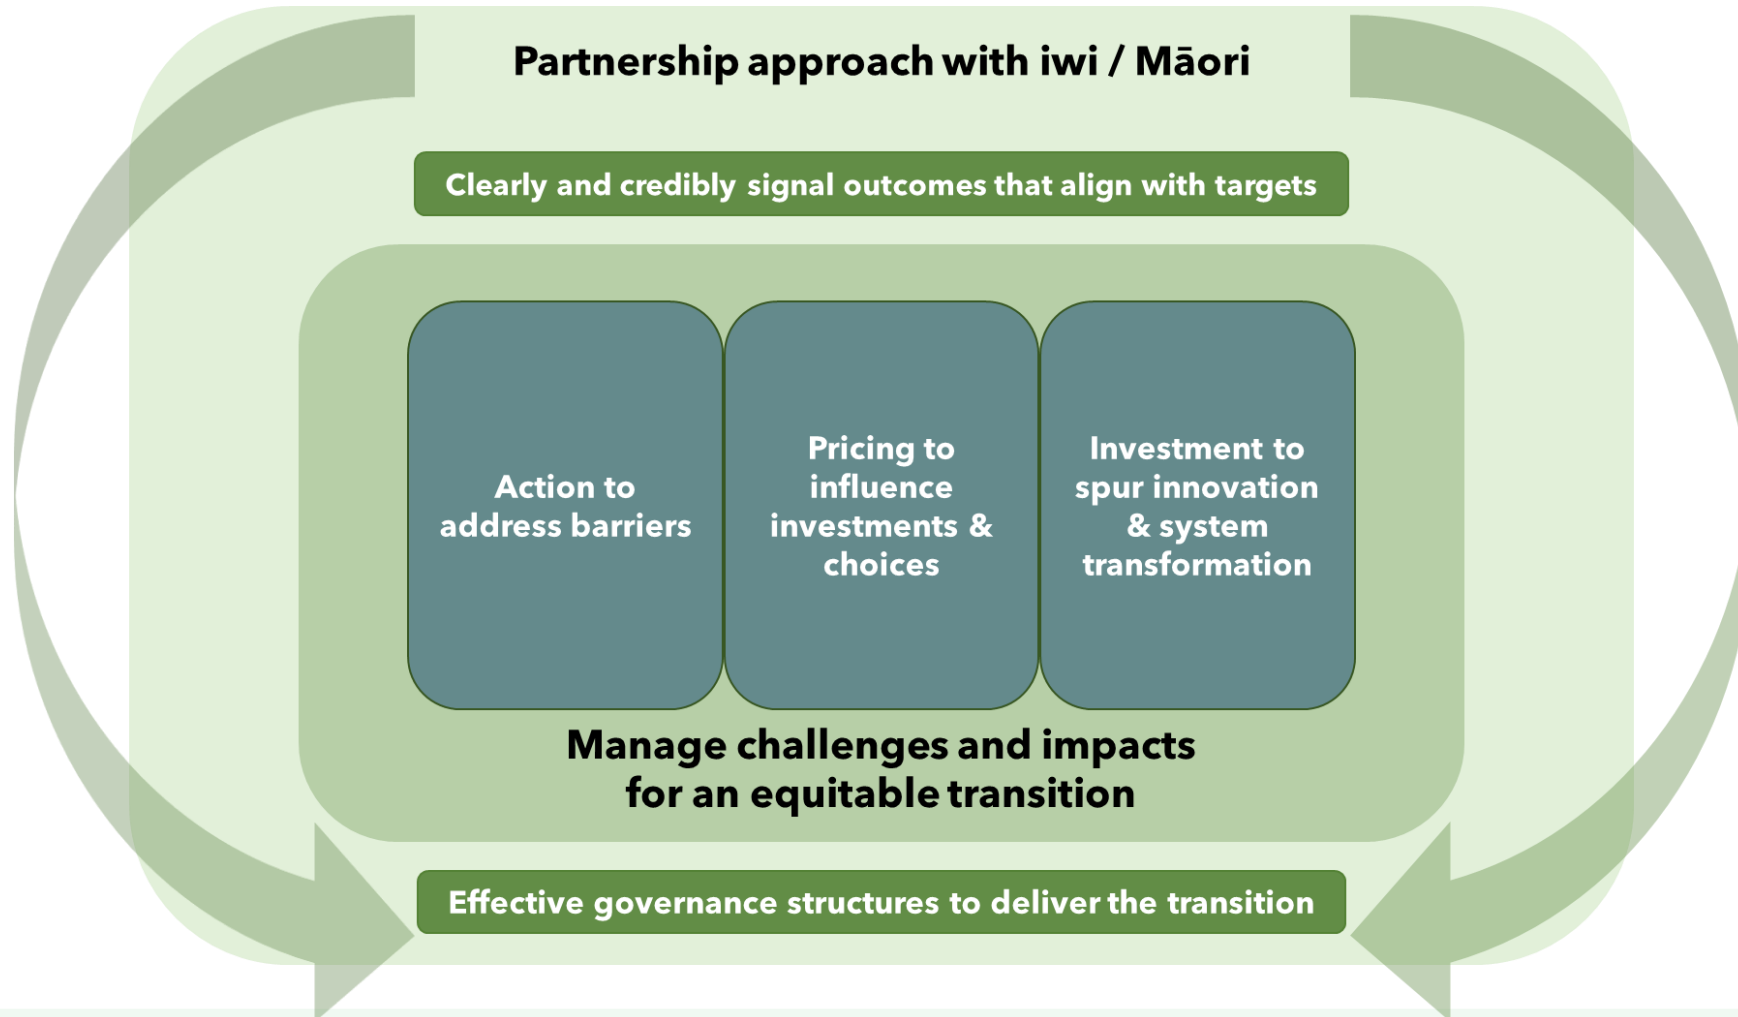 Partnership approach with iwi / Māori
Clearly and credibly signal outcomes that align with targets
Action to
address barriers
Pricing to
influence
investments &
choices
Investment to
spur innovation
& system
transformation
Manage challenges and impacts
for an equitable transition
Effective governance structures to deliver the transition